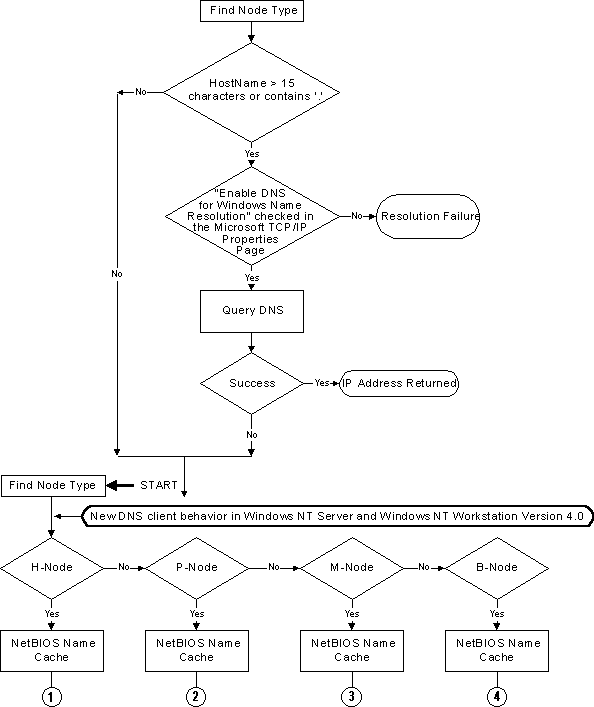 Find Node Type
HostName > 15
characters or contains '.'
No
Yes
"Enable DNS
for Windows Name
Resolution" checked in
the Microsoft TCP/IP
Properties
Page
No
Resolution Failure
No
Yes
Query DNS
Success
Yes
IP Address Returned
No
Find Node Type
START
New DNS client behavior in Windows NT Server and Windows NT Workstation Version 4.0
H-Node
No
P-Node
No
M-Node
No
B-Node
Yes
Yes
Yes
Yes
NetBIOS Name
Cache
NetBIOS Name
Cache
NetBIOS Name
Cache
NetBIOS Name
Cache
1
2
3
4